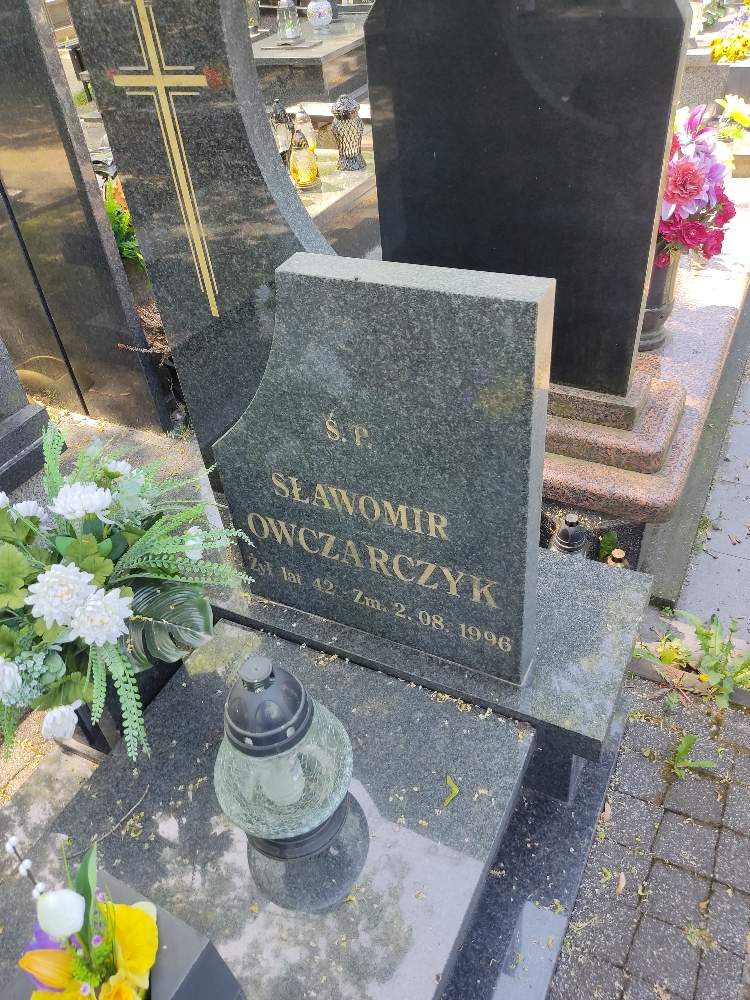 Ś. P.
SŁAWOMIR
OWCZARCZYK
Żył lat 42 Zm. 2. 08. 1996